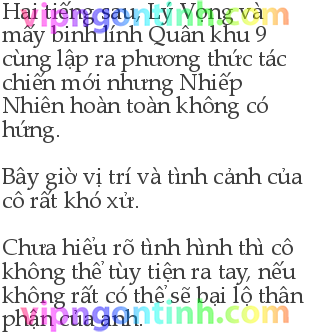 Hai tiếng sau, Lý Vọng và
mấy binh lính Quân khu 9
cùng lập ra phương thức tác
chiến mới nhưng Nhiếp
Nhiên hoàn toàn không có
hứng.
Bây giờ vị trí và tình cảnh của
cô rất khó xử.
Chưa hiểu rõ tình hình thì cô
không thể tùy tiện ra tay, nếu
không rất có thể sẽ bại lộ thân
phận của anh.
vipngontinh.com
vipngontinh.com